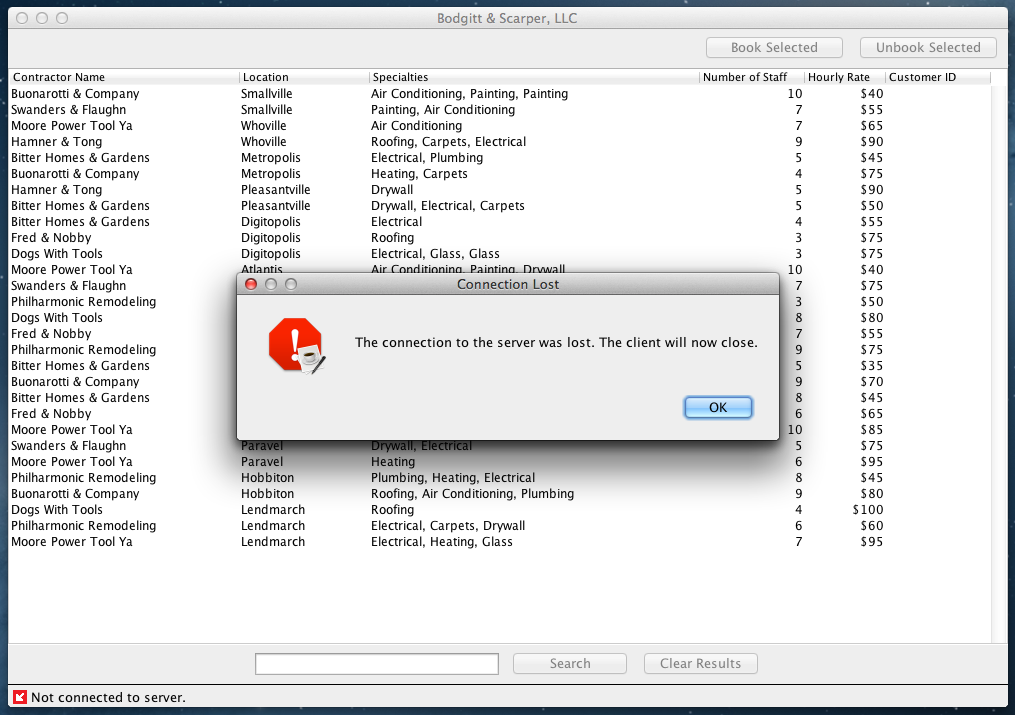 Bodgitt & Scarper, LLC
Book Selected Unbook Selected
Contractor Name Location Specialties Number of Staff Hourly Rate Customer ID
Buonarotti & Company Smallville Air Conditioning, Painting, Painting 10 $40
Swanders & Flaughn Smallville Painting, Air Conditioning 7 $55
Moore Power Tool Ya Whoville Air Conditioning 7 $65
Hamner & Tong Whoville Roofing, Carpets, Electrical 9 $90
Bitter Homes & Gardens Metropolis Electrical, Plumbing 5 $45
Buonarotti & Company Metropolis Heating, Carpets 4 $75
Hamner & Tong Pleasantville Drywall 5 $90
Bitter Homes & Gardens Pleasantville Drywall, Electrical, Carpets 5 $50
Bitter Homes & Gardens Digitopolis Electrical 4 $55
Fred & Nobby Digitopolis Roofing 3 $75
Dogs With Tools Digitopolis Electrical, Glass, Glass 3 $75
Moore Power Tool Ya Atlantis Air Conditioning, Painting, Drywall 10 $40
Swanders & Flaughn 7 $75
Philharmonic Remodeling 3 $50
Dogs With Tools 8 $80
Fred & Nobby 7 $55
Philharmonic Remodeling 9 $75
Bitter Homes & Gardens 5 $35
Buonarotti & Company 9 $70
Bitter Homes & Gardens 8 $45
Fred & Nobby 6 $65
Moore Power Tool Ya 10 $85
Swanders & Flaughn Paravel Drywall, Electrical 5 $75
Moore Power Tool Ya Paravel Heating 6 $95
Philharmonic Remodeling Hobbiton Plumbing, Heating, Electrical 8 $45
Buonarotti & Company Hobbiton Roofing, Air Conditioning, Plumbing 9 $80
Dogs With Tools Lendmarch Roofing 4 $100
Philharmonic Remodeling Lendmarch Electrical, Carpets, Drywall 6 $60
Moore Power Tool Ya Lendmarch Electrical, Heating, Glass 7 $95
Connection Lost
The connection to the server was lost. The client will now close.
OK
Search Clear Results
Not connected to server.